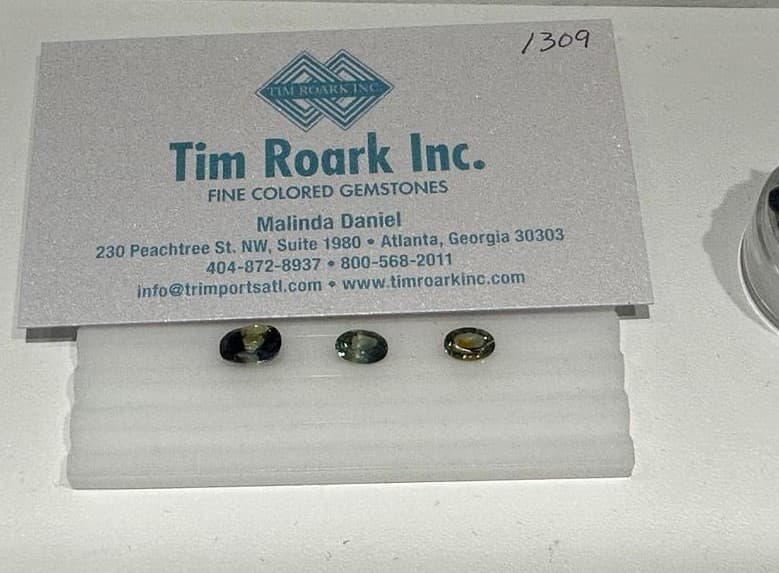 1309
TIM ROARK INC.
Tim Roark Inc.
FINE COLORED GEMSTONES
Malinda Daniel
230 Peachtree St. NW, Suite 1980 • Atlanta, Georgia 30303
404-872-8937 • 800-568-2011
info@trimportsatl.com • www.timroarkinc.com